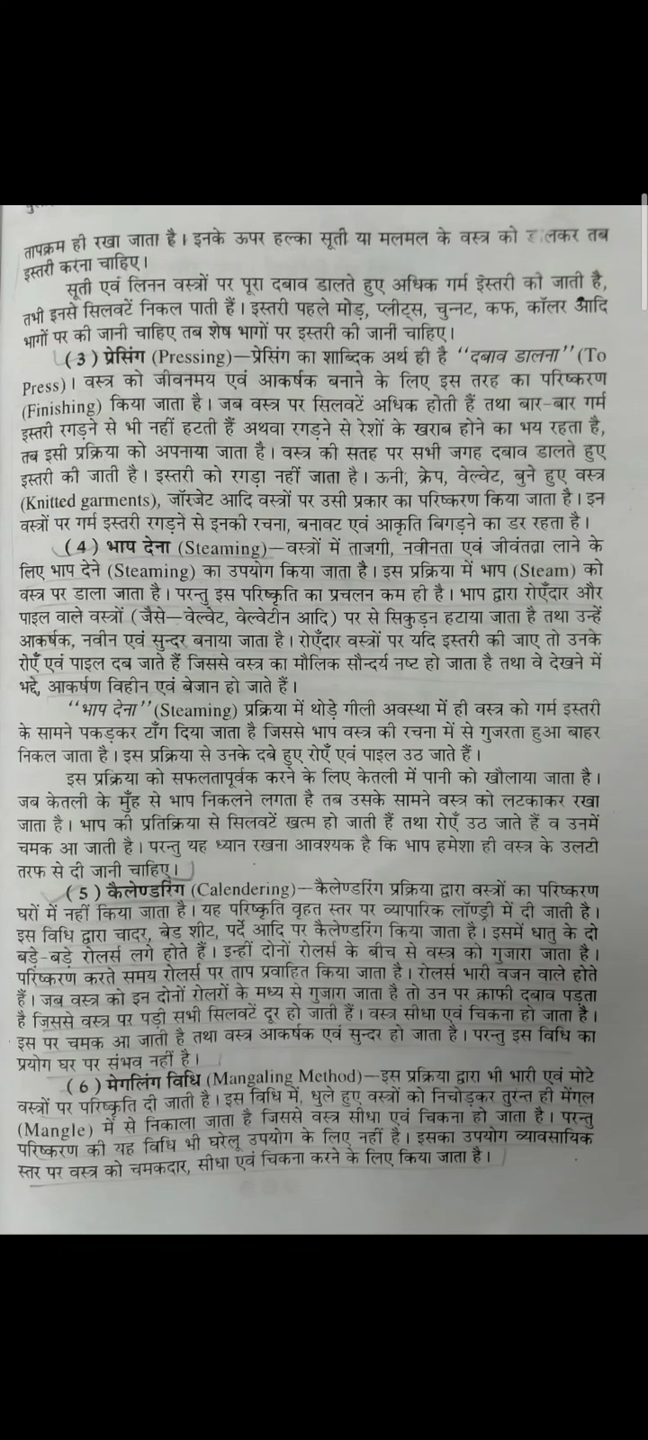 तापक्रम ही रखा जाता है। इनके ऊपर हल्का सूती या मलमल के वस्त्र को तब
इस्तरी करना चाहिए।
सूती एवं लिनन वस्त्रों पर पूरा दबाव डालते हुए अधिक गर्म इस्तरी की जाती है,
तभी इनसे सिलवटें निकल पाती हैं। इस्तरी पहले मोड़, प्लीट्स, चुन्नट, कफ, कॉलर आदि
भागों पर की जानी चाहिए तब शेष भागों पर इस्तरी की जानी चाहिए।
(3) प्रेसिंग (Pressing)—प्रेसिंग का शाब्दिक अर्थ ही है “दबाव डालना” (To
Press)। वस्त्र को जीवनमय एवं आकर्षक बनाने के लिए इस तरह का परिष्करण
(Finishing) किया जाता है। जब वस्त्र पर सिलवटें अधिक होती हैं तथा बार-बार गर्म
इस्तरी रगड़ने से भी नहीं हटती हैं अथवा रगड़ने से रेशों के खराब होने का भय रहता है,
तब इसी प्रक्रिया को अपनाया जाता है। वस्त्र की सतह पर सभी जगह दबाव डालते हुए
इस्तरी की जाती है। इस्तरी को रगड़ा नहीं जाता है। ऊनी, क्रेप, वेल्वेट, बुने हुए वस्त्र
(Knitted garments), जॉरजेट आदि वस्त्रों पर उसी प्रकार का परिष्करण किया जाता है। इन
वस्त्रों पर गर्म इस्तरी रगड़ने से इनकी रचना, बनावट एवं आकृति बिगड़ने का डर रहता है।
(4) भाप देना (Steaming)—वस्त्रों में ताजगी, नवीनता एवं जीवंतता लाने के
लिए भाप देने (Steaming) का उपयोग किया जाता है। इस प्रक्रिया में भाप (Steam) को
वस्त्र पर डाला जाता है। परन्तु इस परिष्कृति का प्रचलन कम ही है। भाप द्वारा रोएँदार और
पाइल वाले वस्त्रों (जैसे—वेल्वेट, वेल्वेटीन आदि) पर से सिकुड़न हटाया जाता है तथा उन्हें
आकर्षक, नवीन एवं सुन्दर बनाया जाता है। रोएँदार वस्त्रों पर यदि इस्तरी की जाए तो उनके
रोएँ एवं पाइल दब जाते हैं जिससे वस्त्र का मौलिक सौन्दर्य नष्ट हो जाता है तथा वे देखने में
भद्दे, आकर्षण विहीन एवं बेजान हो जाते हैं।
“भाप देना” (Steaming) प्रक्रिया में थोड़े गीली अवस्था में ही वस्त्र को गर्म इस्तरी
के सामने पकड़कर टाँग दिया जाता है जिससे भाप वस्त्र की रचना में से गुजरता हुआ बाहर
निकल जाता है। इस प्रक्रिया से उनके दबे हुए रोएँ एवं पाइल उठ जाते हैं।
इस प्रक्रिया को सफलतापूर्वक करने के लिए केतली में पानी को खौलाया जाता है।
जब केतली के मुँह से भाप निकलने लगता है तब उसके सामने वस्त्र को लटकाकर रखा
जाता है। भाप की प्रतिक्रिया से सिलवटें खत्म हो जाती हैं तथा रोएँ उठ जाते हैं व उनमें
चमक आ जाती है। परन्तु यह ध्यान रखना आवश्यक है कि भाप हमेशा ही वस्त्र के उलटी
तरफ से दी जानी चाहिए।
(5) कैलेण्डरिंग (Calendering)—कैलेण्डरिंग प्रक्रिया द्वारा वस्त्रों का परिष्करण
घरों में नहीं किया जाता है। यह परिष्कृति वृहत स्तर पर व्यापारिक लॉण्ड्री में दी जाती है।
इस विधि द्वारा चादर, बेड शीट, पर्दे आदि पर कैलेण्डरिंग किया जाता है। इसमें धातु के दो
बड़े-बड़े रोलर्स लगे होते हैं। इन्हीं दोनों रोलर्स के बीच से वस्त्र को गुजारा जाता है।
परिष्करण करते समय रोलर्स पर ताप प्रवाहित किया जाता है। रोलर्स भारी वजन वाले होते
हैं। जब वस्त्र को इन दोनों रोलरों के मध्य से गुजारा जाता है तो उन पर काफी दबाव पड़ता
है जिससे वस्त्र पर पड़ी सभी सिलवटें दूर हो जाती हैं। वस्त्र सीधा एवं चिकना हो जाता है।
इस पर चमक आ जाती है तथा वस्त्र आकर्षक एवं सुन्दर हो जाता है। परन्तु इस विधि का
प्रयोग घर पर संभव नहीं है।
(6) मेगलिंग विधि (Mangaling Method)—इस प्रक्रिया द्वारा भी भारी एवं मोटे
वस्त्रों पर परिष्कृति दी जाती है। इस विधि में, धुले हुए वस्त्रों को निचोड़कर तुरन्त ही मेंगल
(Mangle) में से निकाला जाता है जिससे वस्त्र सीधा एवं चिकना हो जाता है। परन्तु
परिष्करण की यह विधि भी घरेलू उपयोग के लिए नहीं है। इसका उपयोग व्यावसायिक
स्तर पर वस्त्र को चमकदार, सीधा एवं चिकना करने के लिए किया जाता है।